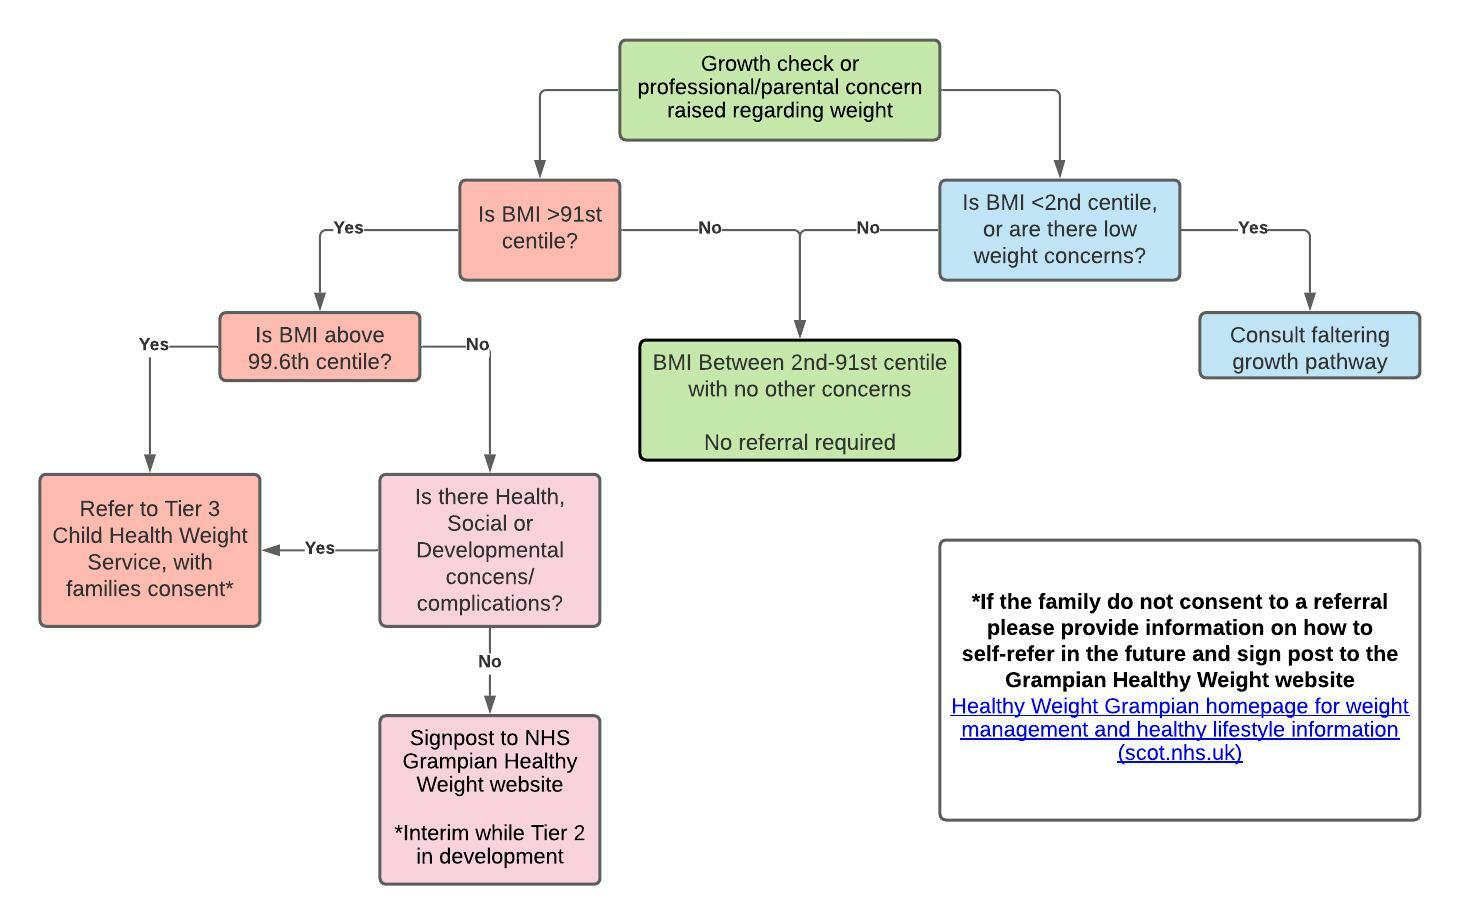 Growth check or
professional/parental concern
raised regarding weight
Is BMI >91st
centile?
Is BMI <2nd centile,
or are there low
weight concerns?
Yes
No
No
Yes
Is BMI above
99.6th centile?
BMI Between 2nd-91st centile
with no other concerns
No referral required
Consult faltering
growth pathway
Yes
No
Refer to Tier 3
Child Health Weight
Service, with
families consent*
Yes
Is there Health,
Social or
Developmental
concens/
complications?
No
Signpost to NHS
Grampian Healthy
Weight website
*Interim while Tier 2
in development
*If the family do not consent to a referral
please provide information on how to
self-refer in the future and sign post to the
Grampian Healthy Weight website
Healthy Weight Grampian homepage for weight
management and healthy lifestyle information
(scot.nhs.uk)